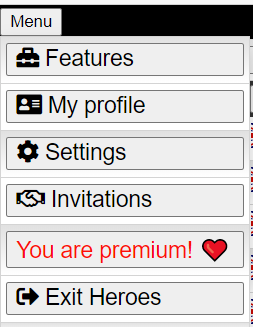 Menu
Features
My profile
Settings
Invitations
You are premium!
Exit Heroes